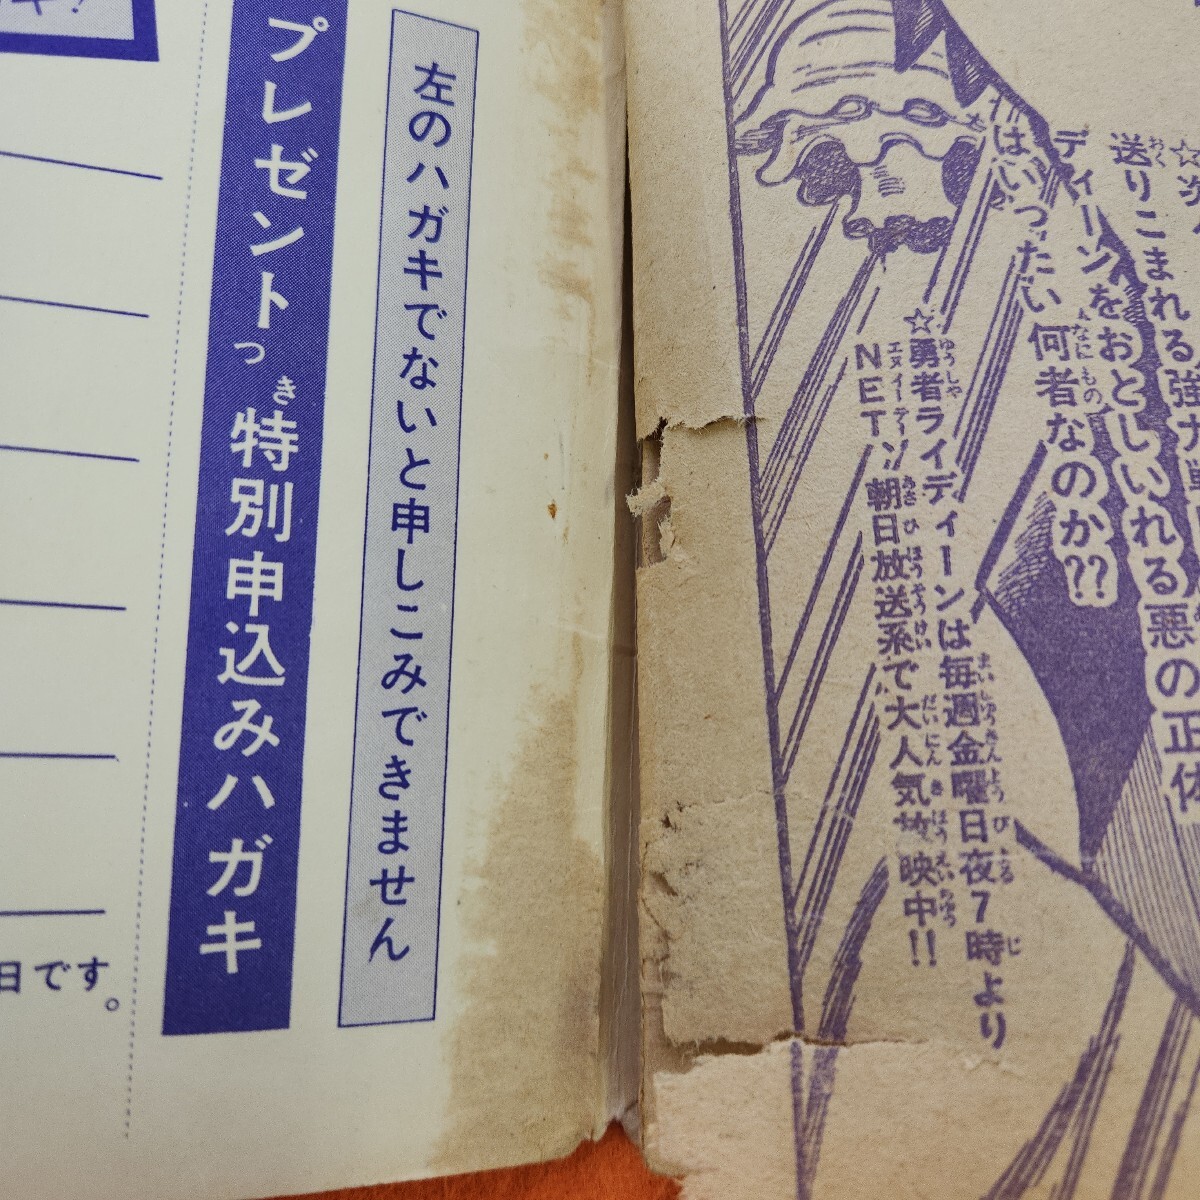 送りこまれる強力戦
ディーンをおとしいれる悪の正体
はいったい何者なのか??
☆勇者ライディーンは毎週金曜日夜7時より
NET朝日放送系で大人気放映中!!
左のハガキでないと申しこみできません
プレゼントつき特別申込みハガキ
日です。